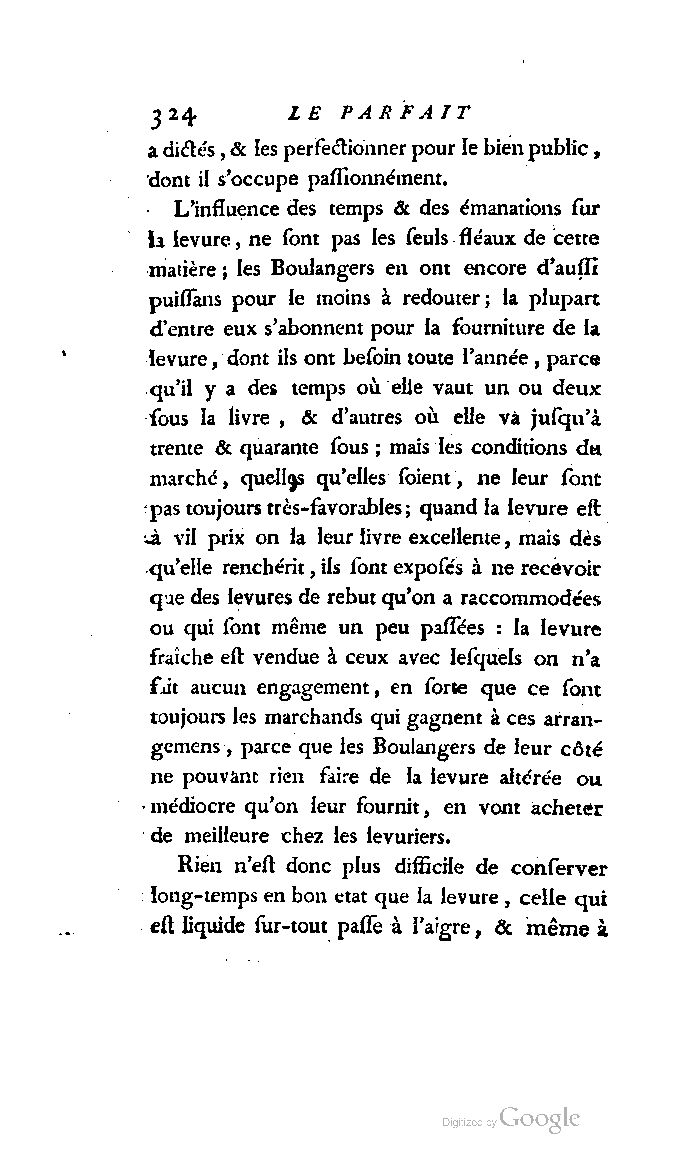 324 LE PARFAIT
a dictés, & les perfectionner pour le bien public,
dont il s'occupe paſſionnément.
L'influence des temps & des émanations ſur
la levure, ne ſont pas les ſeuls fléaux de cette
matière; les Boulangers en ont encore d'auſſi
puiſſans pour le moins à redouter; la plupart
d'entre eux s'abonnent pour la fourniture de la
levure, dont ils ont beſoin toute l'année, parce
qu'il y a des temps où elle vaut un ou deux
ſous la livre, & d'autres où elle va juſqu'à
trente & quarante ſous; mais les conditions du
marché, quelles qu'elles ſoient, ne leur ſont
pas toujours très-favorables; quand la levure eſt
à vil prix on la leur livre excellente, mais dès
qu'elle renchérit, ils ſont expoſés à ne recevoir
que des levures de rebut qu'on a raccommodées
ou qui ſont même un peu paſſées : la levure
fraîche eſt vendue à ceux avec leſquels on n'a
fait aucun engagement, en ſorte que ce ſont
toujours les marchands qui gagnent à ces arran-
gemens, parce que les Boulangers de leur côté
ne pouvant rien faire de la levure altérée ou
médiocre qu'on leur fournit, en vont acheter
de meilleure chez les levuriers.
Rien n'eſt donc plus difficile de conſerver
long-temps en bon etat que la levure, celle qui
eſt liquide ſur-tout paſſe à l'aigre, & même à
Digitized by Google